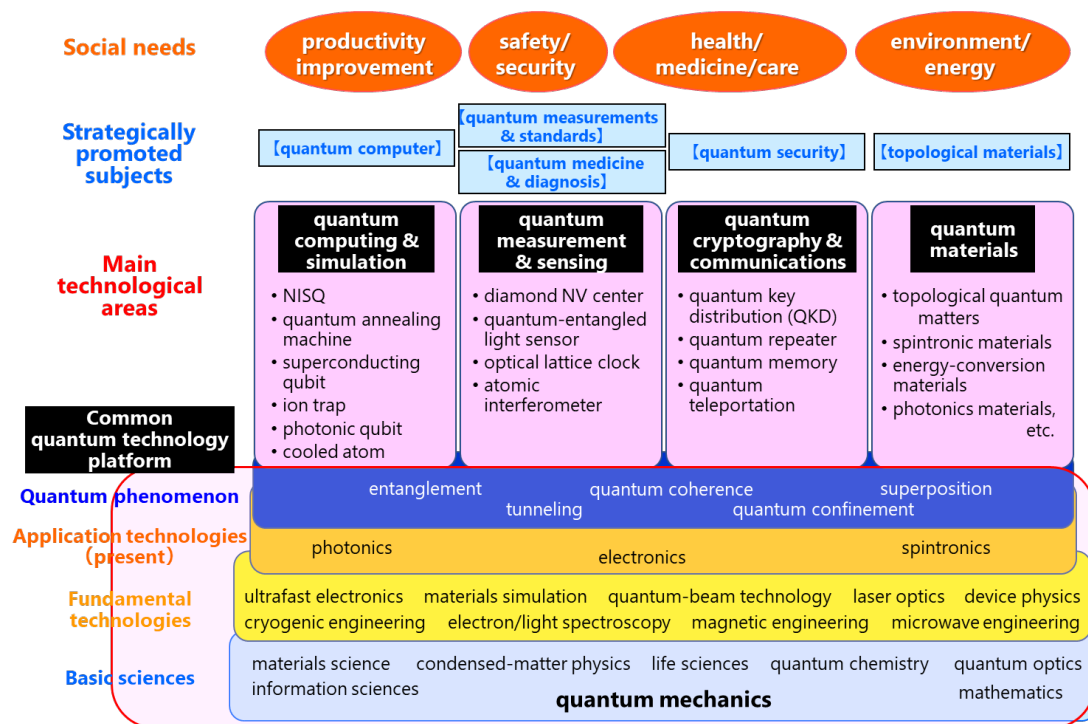 Social needs
productivity
improvement
safety/
security
health/
medicine/care
environment/
energy
Strategically
promoted
subjects
【quantum computer】
【quantum measurements
& standards】
【quantum medicine
& diagnosis】
【quantum security】
【topological materials】
Main
technological
areas
quantum
computing &
simulation
• NISQ
• quantum annealing
machine
• superconducting
qubit
• ion trap
• photonic qubit
• cooled atom
quantum
measurement
& sensing
• diamond NV center
• quantum-entangled
light sensor
• optical lattice clock
• atomic
interferometer
quantum
cryptography &
communications
• quantum key
distribution (QKD)
• quantum repeater
• quantum memory
• quantum
teleportation
quantum
materials
• topological quantum
matters
• spintronic materials
• energy-conversion
materials
• photonics materials,
etc.
Common
quantum technology
platform
Quantum phenomenon
entanglement quantum coherence superposition
tunneling quantum confinement
Application technologies
(present)
photonics electronics spintronics
Fundamental
technologies
ultrafast electronics materials simulation quantum-beam technology laser optics device physics
cryogenic engineering electron/light spectroscopy magnetic engineering microwave engineering
Basic sciences
materials science condensed-matter physics life sciences quantum chemistry quantum optics
information sciences quantum mechanics mathematics